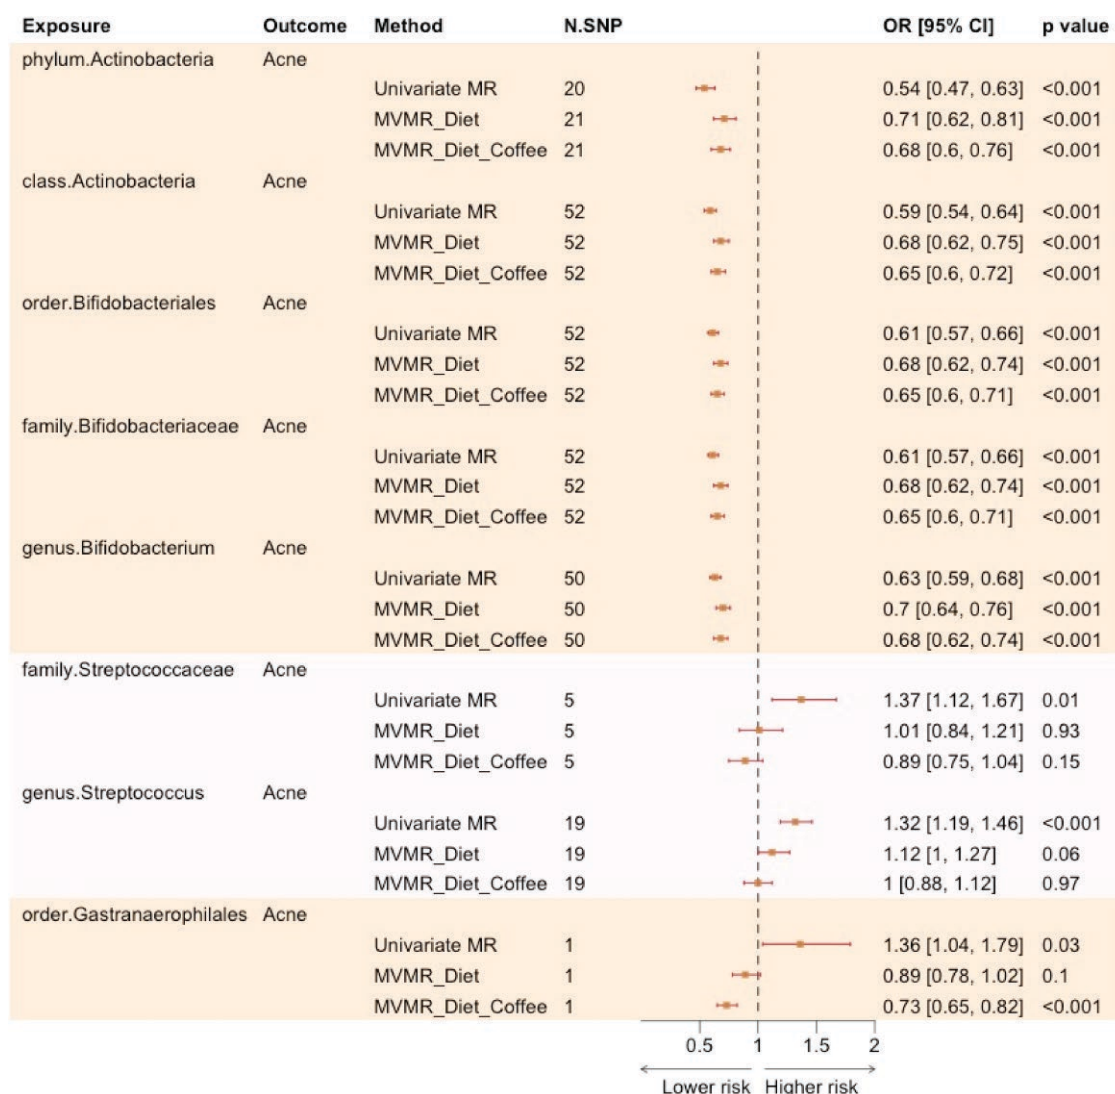 Exposure Outcome Method N.SNP OR [95% CI] p value
phylum.Actinobacteria Acne
Univariate MR 20 0.54 [0.47, 0.63] <0.001
MVMR_Diet 21 0.71 [0.62, 0.81] <0.001
MVMR_Diet_Coffee 21 0.68 [0.6, 0.76] <0.001
class.Actinobacteria Acne
Univariate MR 52 0.59 [0.54, 0.64] <0.001
MVMR_Diet 52 0.68 [0.62, 0.75] <0.001
MVMR_Diet_Coffee 52 0.65 [0.6, 0.72] <0.001
order.Bifidobacteriales Acne
Univariate MR 52 0.61 [0.57, 0.66] <0.001
MVMR_Diet 52 0.68 [0.62, 0.74] <0.001
MVMR_Diet_Coffee 52 0.65 [0.6, 0.71] <0.001
family.Bifidobacteriaceae Acne
Univariate MR 52 0.61 [0.57, 0.66] <0.001
MVMR_Diet 52 0.68 [0.62, 0.74] <0.001
MVMR_Diet_Coffee 52 0.65 [0.6, 0.71] <0.001
genus.Bifidobacterium Acne
Univariate MR 50 0.63 [0.59, 0.68] <0.001
MVMR_Diet 50 0.7 [0.64, 0.76] <0.001
MVMR_Diet_Coffee 50 0.68 [0.62, 0.74] <0.001
family.Streptococcaceae Acne
Univariate MR 5 1.37 [1.12, 1.67] 0.01
MVMR_Diet 5 1.01 [0.84, 1.21] 0.93
MVMR_Diet_Coffee 5 0.89 [0.75, 1.04] 0.15
genus.Streptococcus Acne
Univariate MR 19 1.32 [1.19, 1.46] <0.001
MVMR_Diet 19 1.12 [1, 1.27] 0.06
MVMR_Diet_Coffee 19 1 [0.88, 1.12] 0.97
order.Gastranaerophilales Acne
Univariate MR 1 1.36 [1.04, 1.79] 0.03
MVMR_Diet 1 0.89 [0.78, 1.02] 0.1
MVMR_Diet_Coffee 1 0.73 [0.65, 0.82] <0.001
0.5 1 1.5 2
Lower risk Higher risk